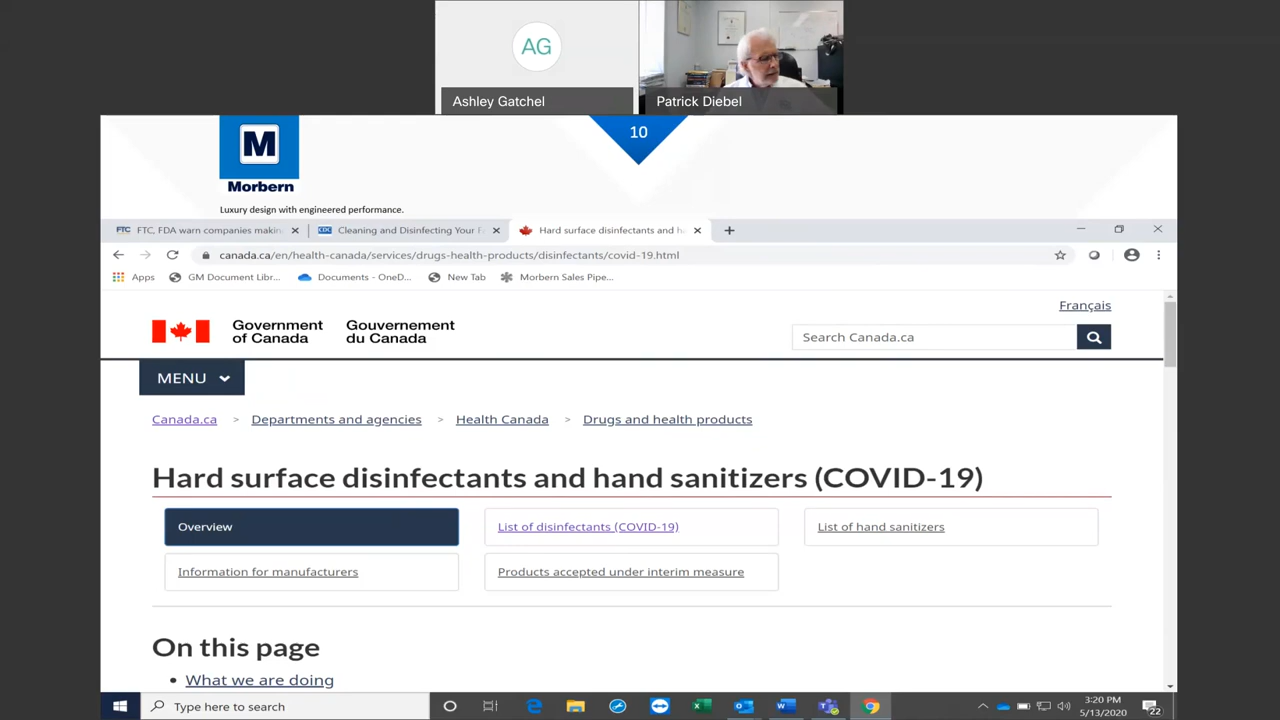 AG
Ashley Gatchel
Patrick Diebel
10
M
Morbern
Luxury design with engineered performance.
FTC FTC, FDA warn companies makin
CDC Cleaning and Disinfecting Your F
Hard surface disinfectants and h
canada.ca/en/health-canada/services/drugs-health-products/disinfectants/covid-19.html
Apps GM Document Libr... Documents - OneD... New Tab Morbern Sales Pipe...
Français
Government of Canada
Gouvernement du Canada
Search Canada.ca
MENU
Canada.ca > Departments and agencies > Health Canada > Drugs and health products
Hard surface disinfectants and hand sanitizers (COVID-19)
Overview List of disinfectants (COVID-19) List of hand sanitizers
Information for manufacturers Products accepted under interim measure
On this page
• What we are doing
Type here to search
3:20 PM
5/13/2020
22